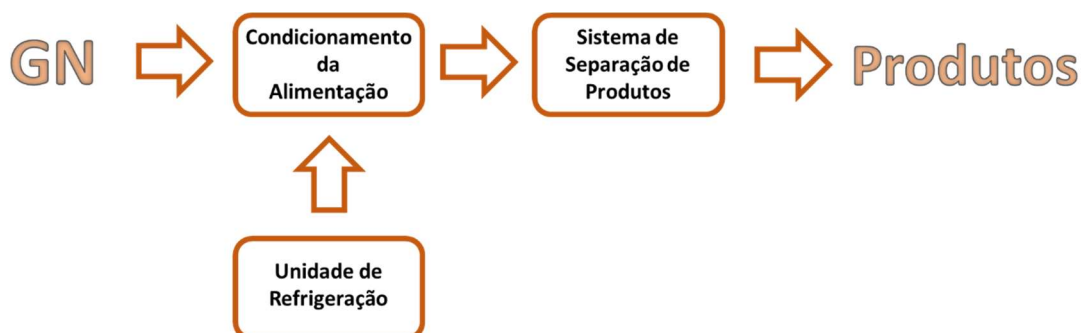 GN
Condicionamento
da
Alimentação
Sistema de
Separação de
Produtos
Produtos
Unidade de
Refrigeração